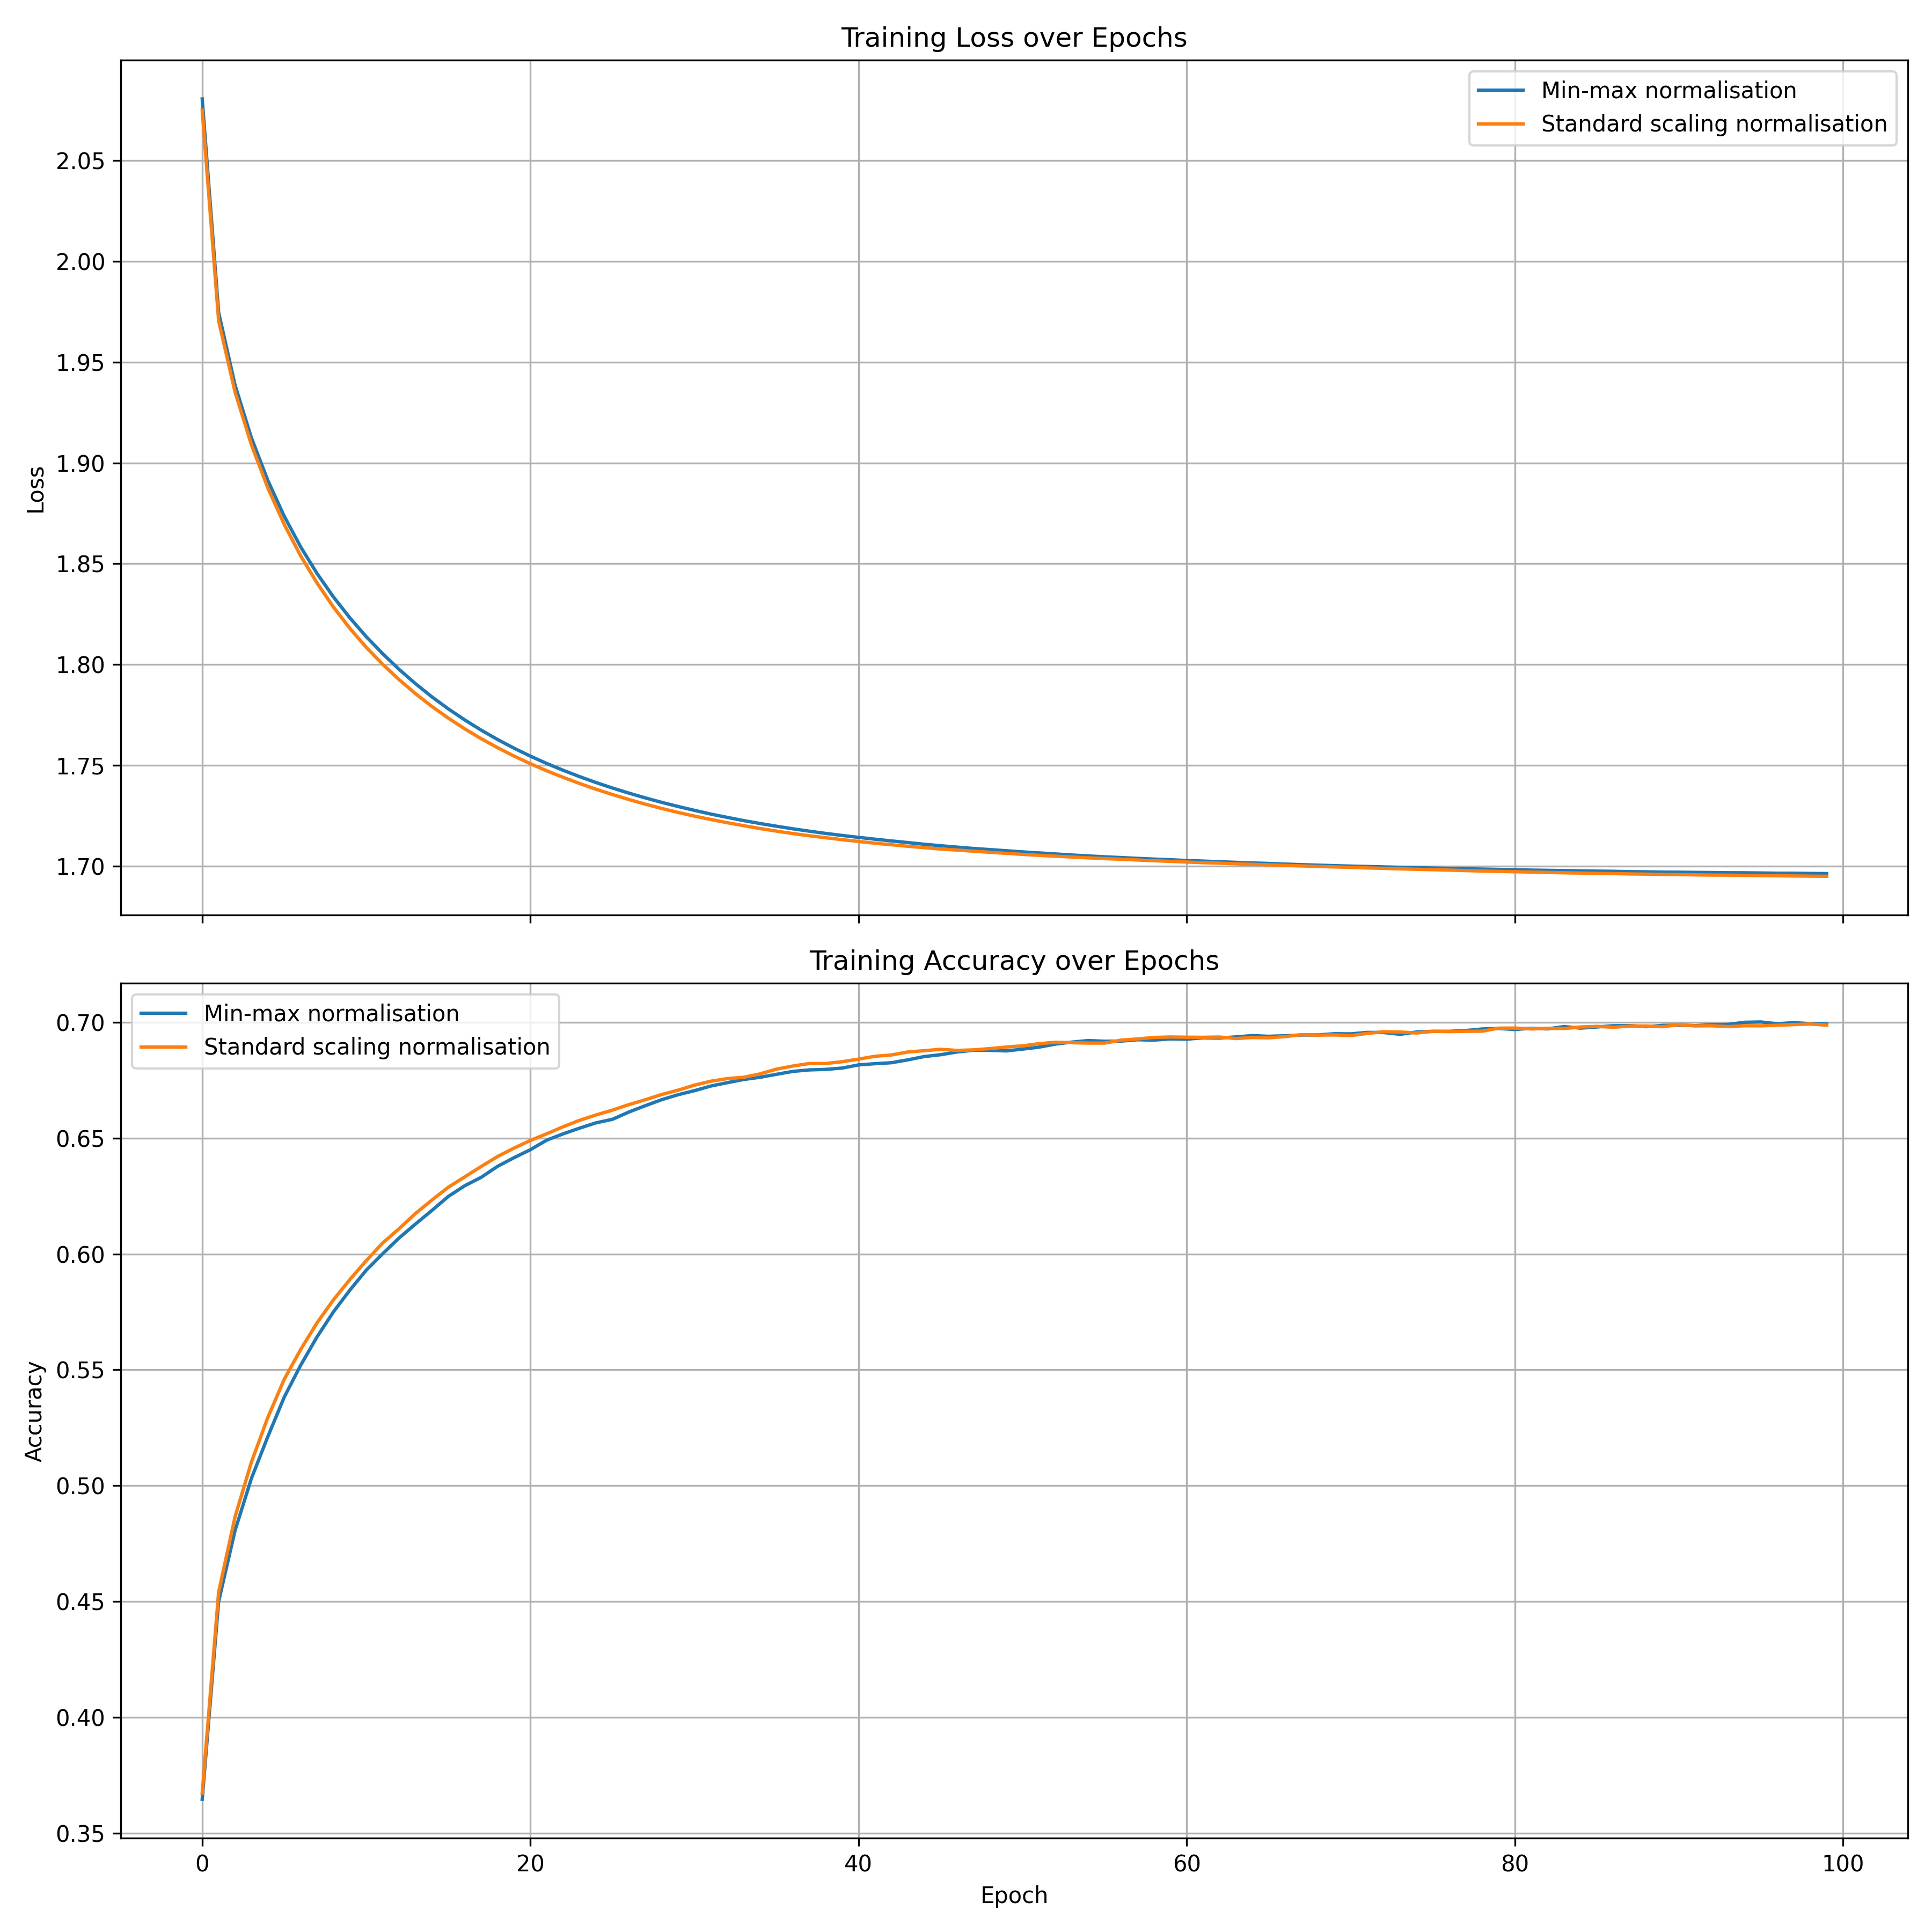 Training Loss over Epochs
Min-max normalisation
Standard scaling normalisation
2.05
2.00
1.95
1.90
1.85
1.80
1.75
1.70
Loss
Training Accuracy over Epochs
Min-max normalisation
Standard scaling normalisation
0.70
0.65
0.60
0.55
0.50
0.45
0.40
0.35
Accuracy
0 20 40 60 80 100
Epoch